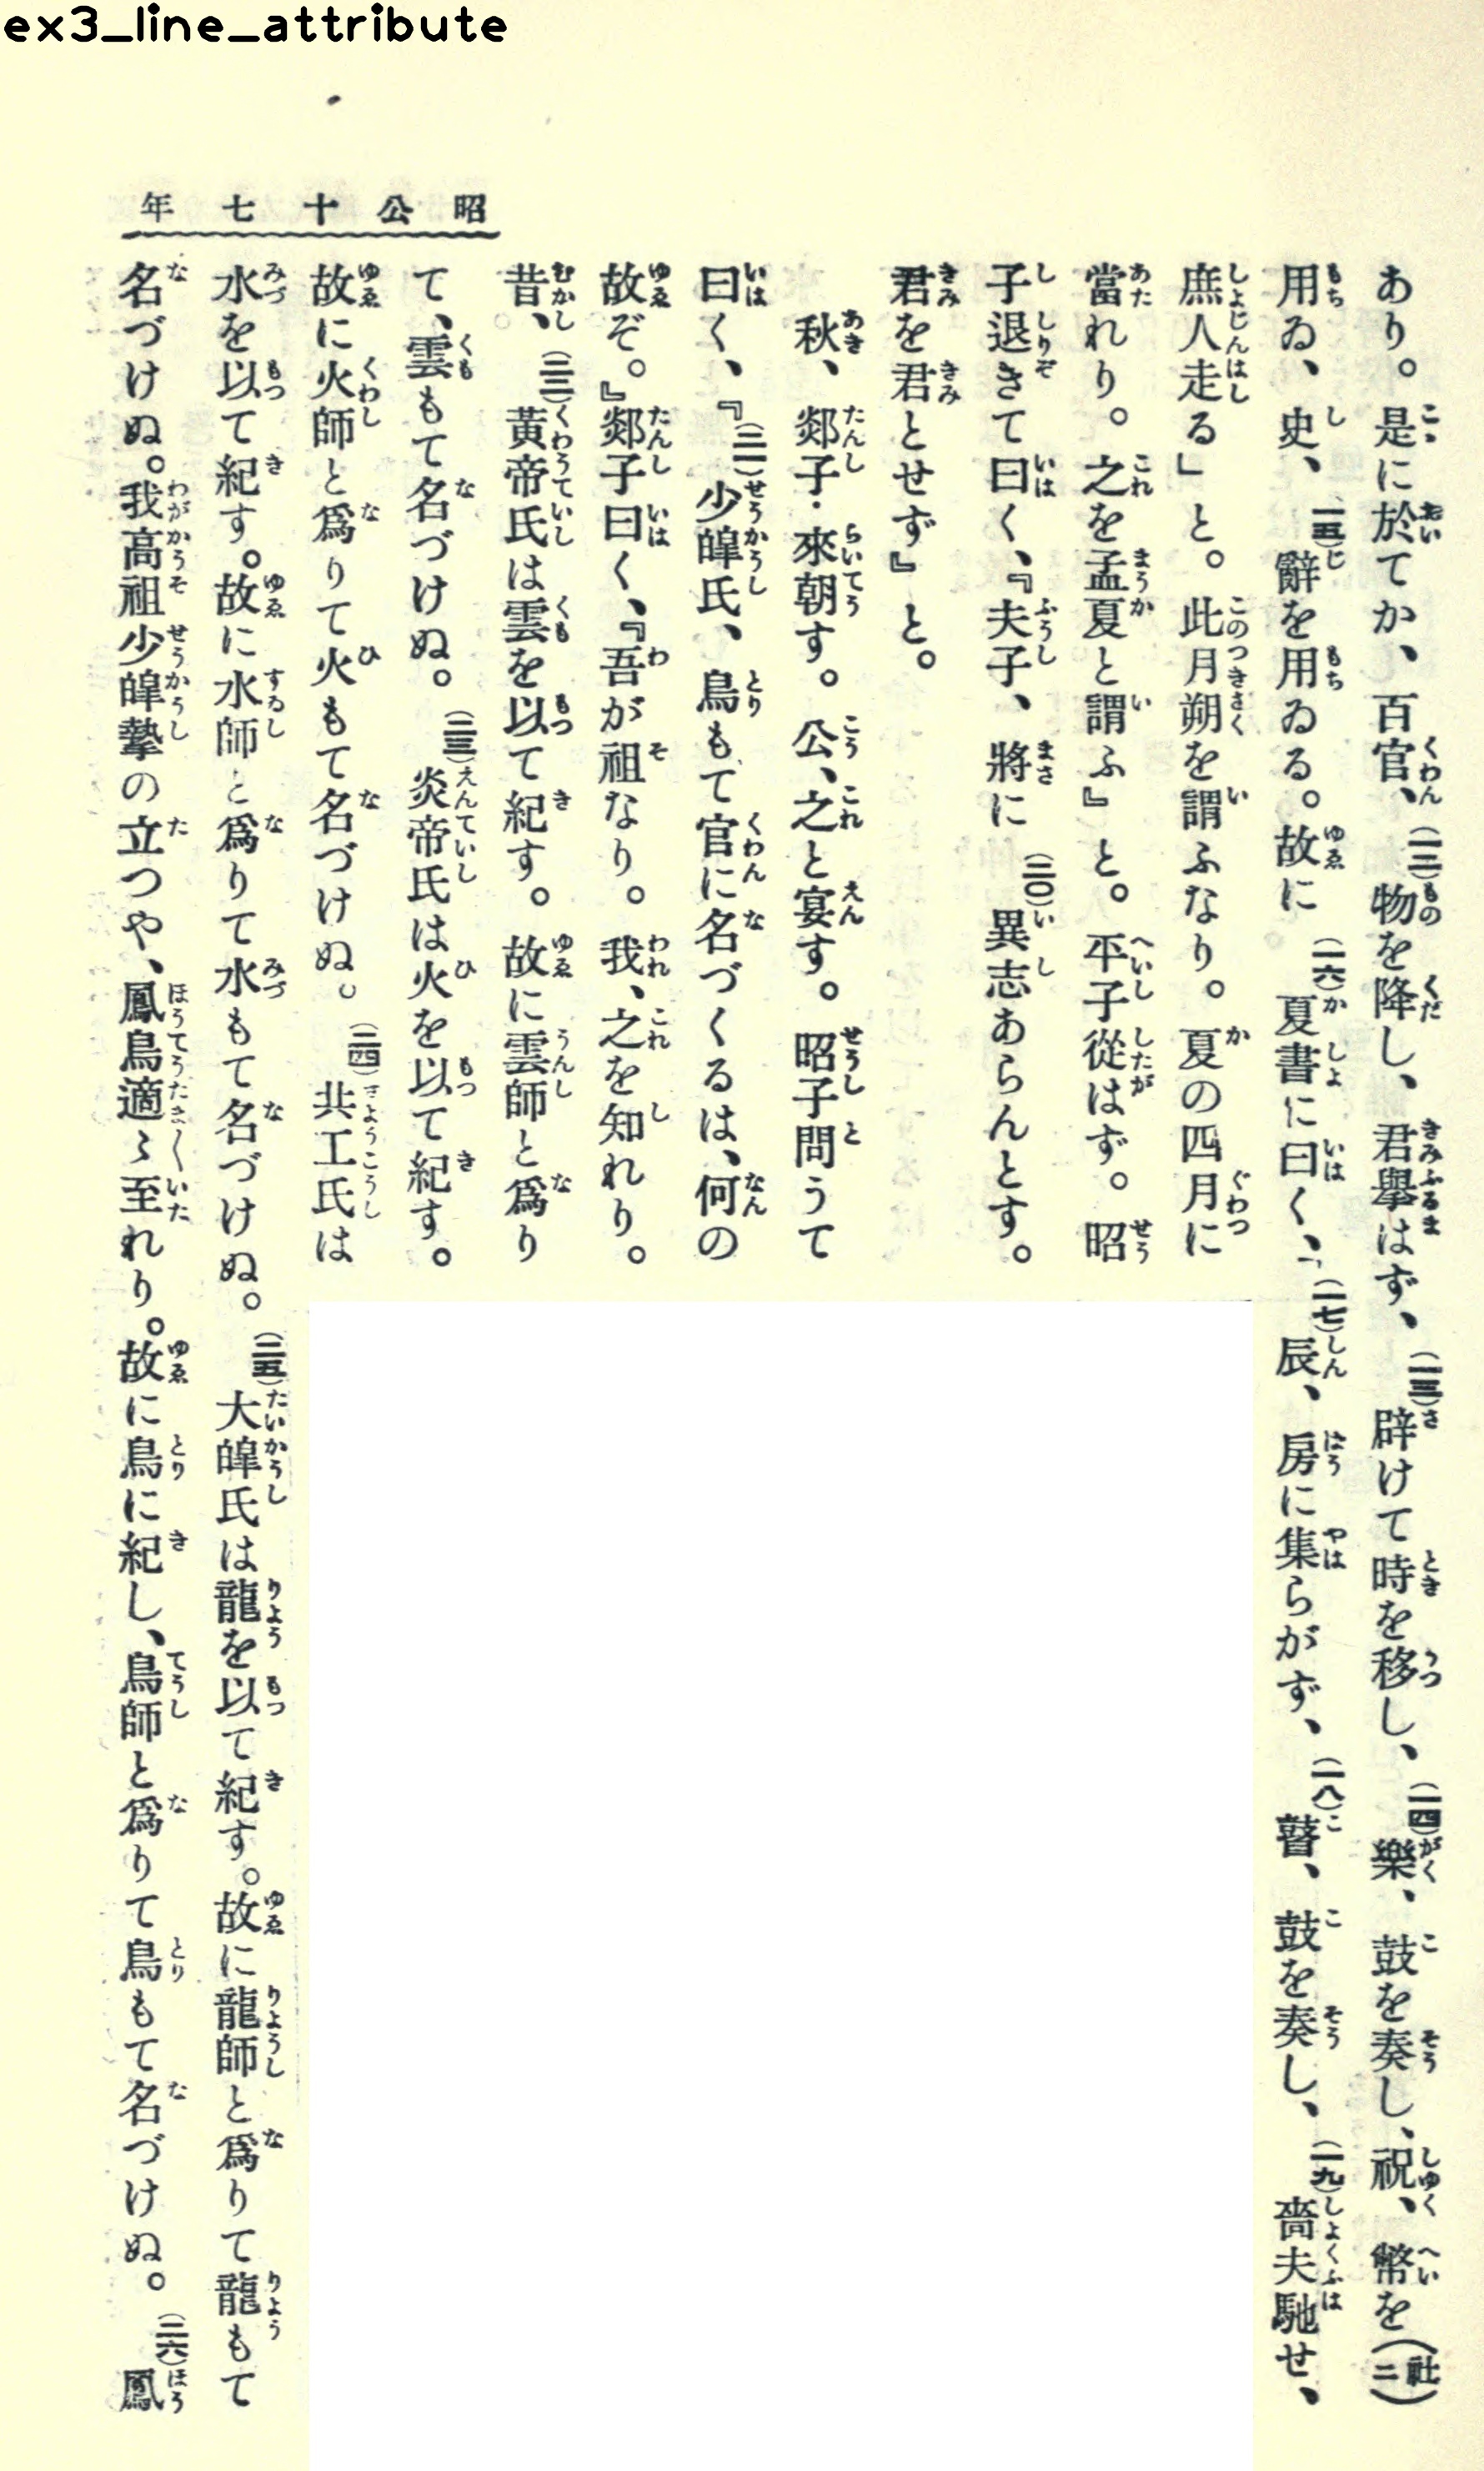 ex3_line_attribute
昭公十七年
あり。是に於てか、百官、(一二)物を降し、君擧はず、(一三)辟けて時を移し、(一四)樂、鼓を奏し、祝、幣を(社ニ)
用ゐ、史、(一五)辭を用ゐる。故に(一六)夏書に曰く、「(一七)辰、房に集らがず、(一八)瞽、鼓を奏し、(一九)嗇夫馳せ、
庶人走る」と。此月朔を謂ふなり。夏の四月に
當れり。之を孟夏と謂ふ』と。平子從はず。昭
子退きて曰く、『夫子、將に(二〇)異志あらんとす。
君を君とせず』と。
秋、郯子來朝す。公、之と宴す。昭子問うて
曰く、『(二一)少皥氏、鳥もて官に名づくるは、何の
故ぞ。』郯子曰く、『吾が祖なり。我、之を知れり。
昔、(二二)黄帝氏は雲を以て紀す。故に雲師と爲り
て、雲もて名づけぬ。(二三)炎帝氏は火を以て紀す。
故に火師と爲りて火もて名づけぬ。(二四)共工氏は
水を以て紀す。故に水師と爲りて水もて名づけぬ。(二五)大皥氏は龍を以て紀す。故に龍師と爲りて龍もて
名づけぬ。我高祖少皥摯の立つや、鳳鳥適〻至れり。故に鳥に紀し、鳥師と爲りて鳥もて名づけぬ。(二六)鳳